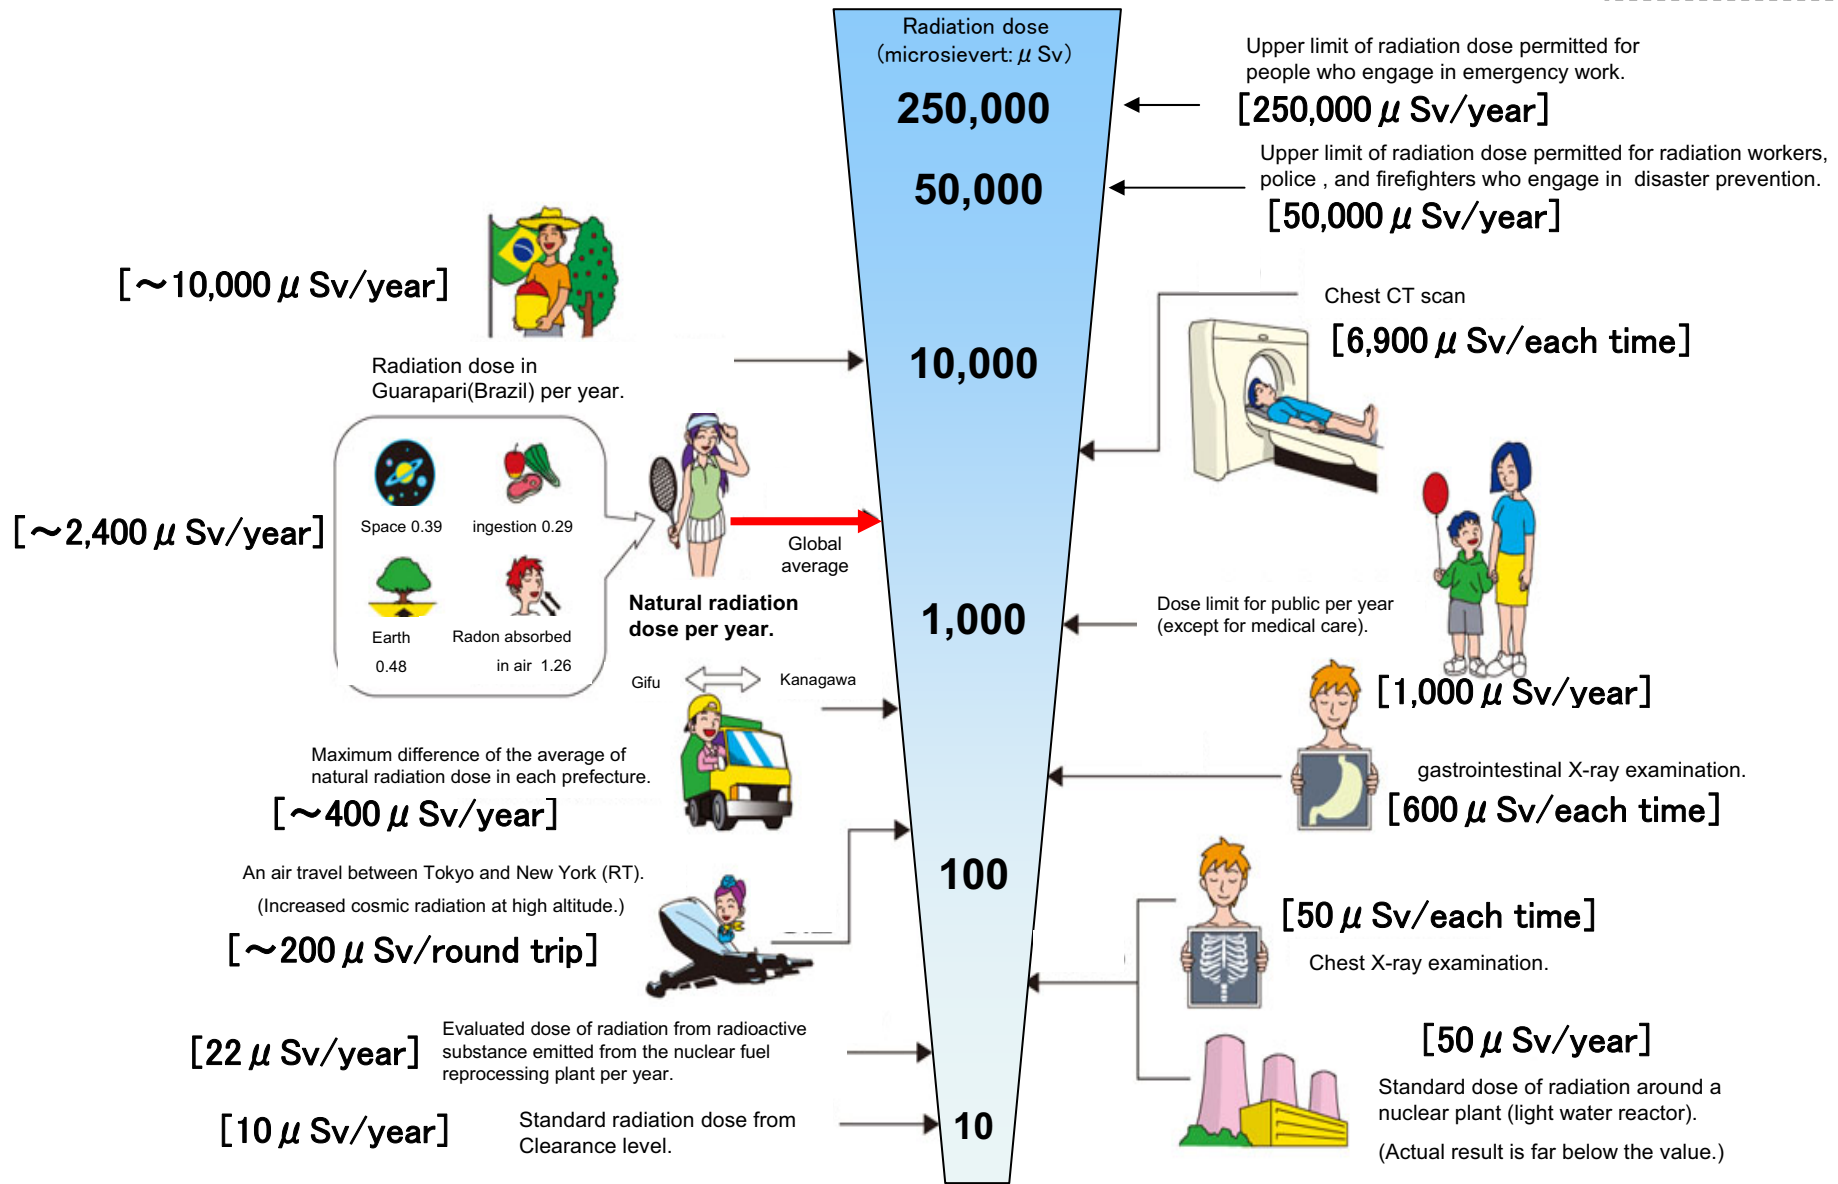 Radiation dose
(microsievert: μ Sv)
250,000
50,000
10,000
1,000
100
10
Upper limit of radiation dose permitted for
people who engage in emergency work.
[250,000 μ Sv/year]
Upper limit of radiation dose permitted for radiation workers,
police , and firefighters who engage in disaster prevention.
[50,000 μ Sv/year]
[~10,000 μ Sv/year]
Radiation dose in
Guarapari(Brazil) per year.
Chest CT scan
[6,900 μ Sv/each time]
[~2,400 μ Sv/year]
Space 0.39
ingestion 0.29
Earth
0.48
Radon absorbed
in air 1.26
Global
average
Natural radiation
dose per year.
Dose limit for public per year
(except for medical care).
[1,000 μ Sv/year]
Gifu
Kanagawa
Maximum difference of the average of
natural radiation dose in each prefecture.
[~400 μ Sv/year]
gastrointestinal X-ray examination.
[600 μ Sv/each time]
An air travel between Tokyo and New York (RT).
(Increased cosmic radiation at high altitude.)
[~200 μ Sv/round trip]
[50 μ Sv/each time]
Chest X-ray examination.
[22 μ Sv/year]
Evaluated dose of radiation from radioactive
substance emitted from the nuclear fuel
reprocessing plant per year.
[50 μ Sv/year]
Standard dose of radiation around a
nuclear plant (light water reactor).
(Actual result is far below the value.)
[10 μ Sv/year]
Standard radiation dose from
Clearance level.